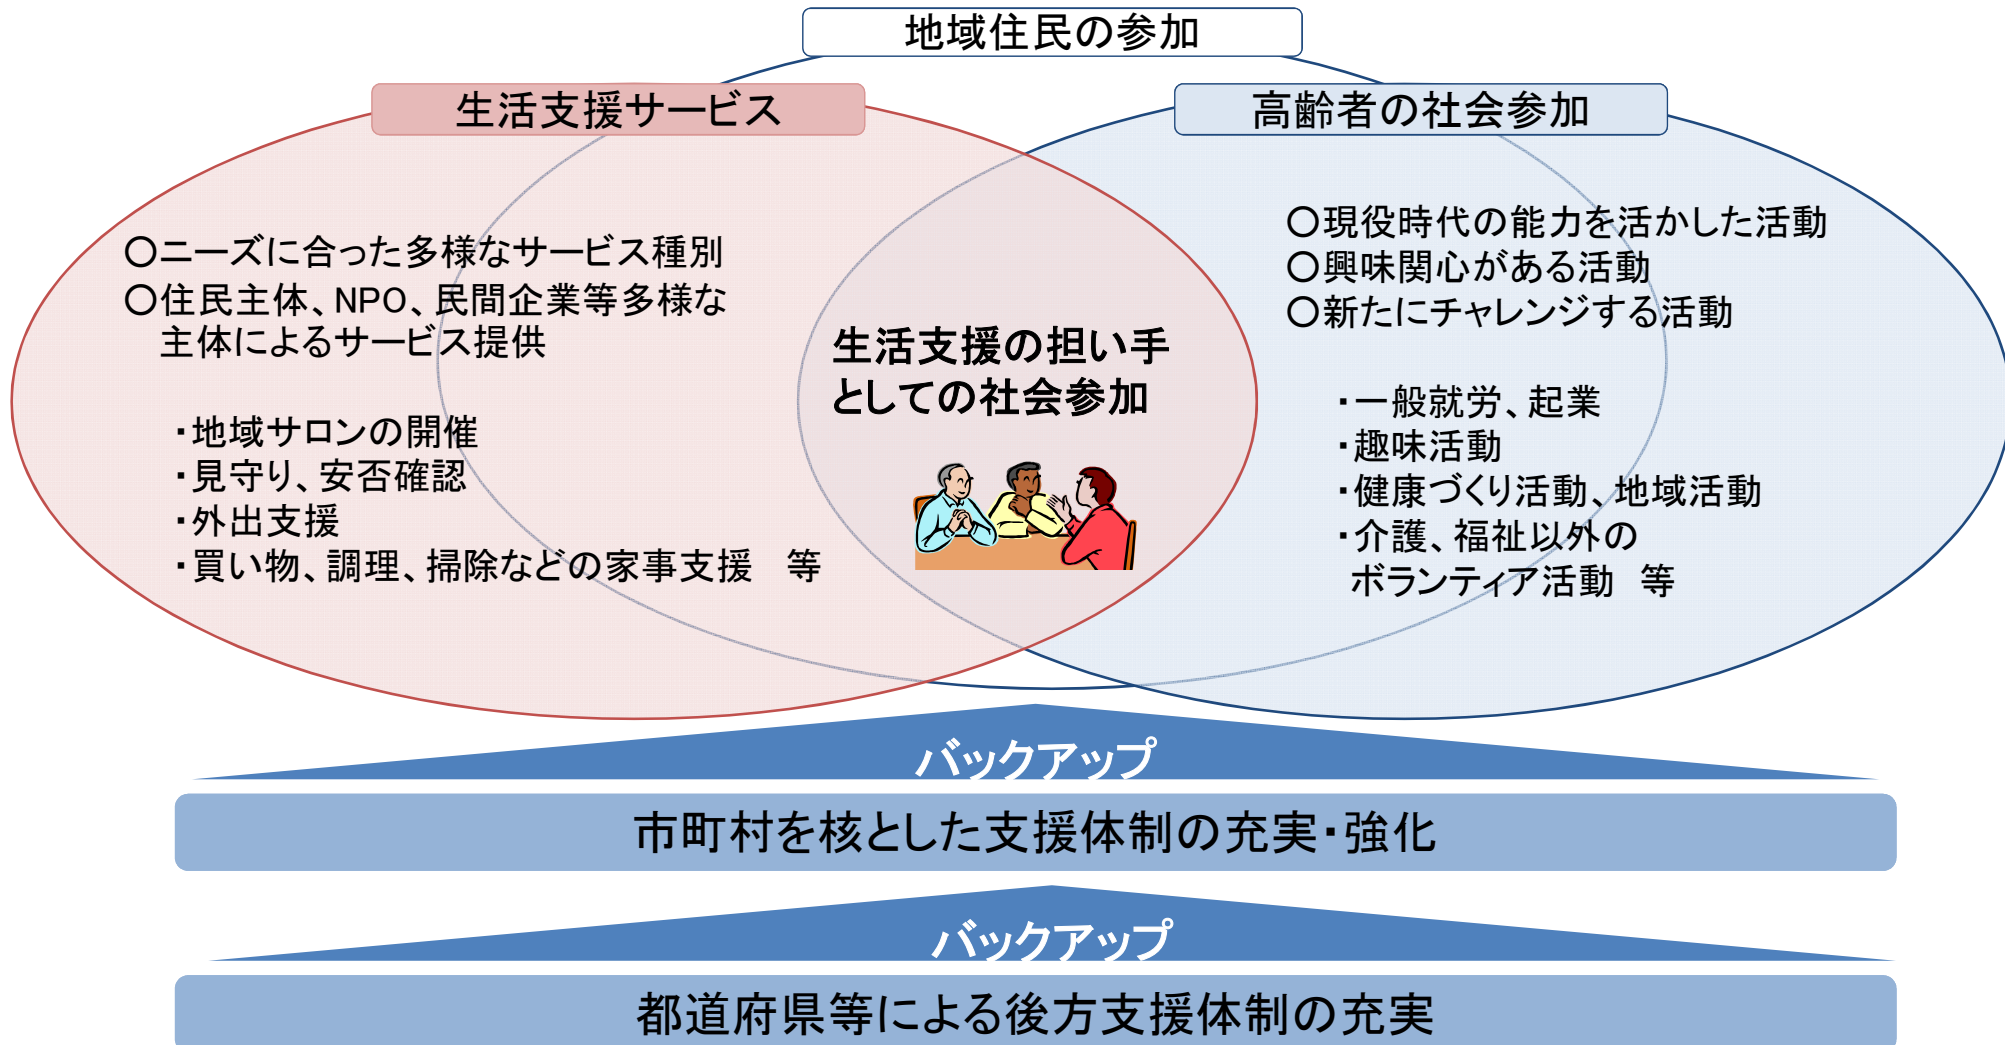 地域住民の参加
生活支援サービス
○ニーズに合った多様なサービス種別
○住民主体、NPO、民間企業等多様な
主体によるサービス提供
・地域サロンの開催
・見守り、安否確認
・外出支援
・買い物、調理、掃除などの家事支援　等
生活支援の担い手
としての社会参加
高齢者の社会参加
○現役時代の能力を活かした活動
○興味関心がある活動
○新たにチャレンジする活動
・一般就労、起業
・趣味活動
・健康づくり活動、地域活動
・介護、福祉以外の
ボランティア活動　等
バックアップ
市町村を核とした支援体制の充実・強化
バックアップ
都道府県等による後方支援体制の充実